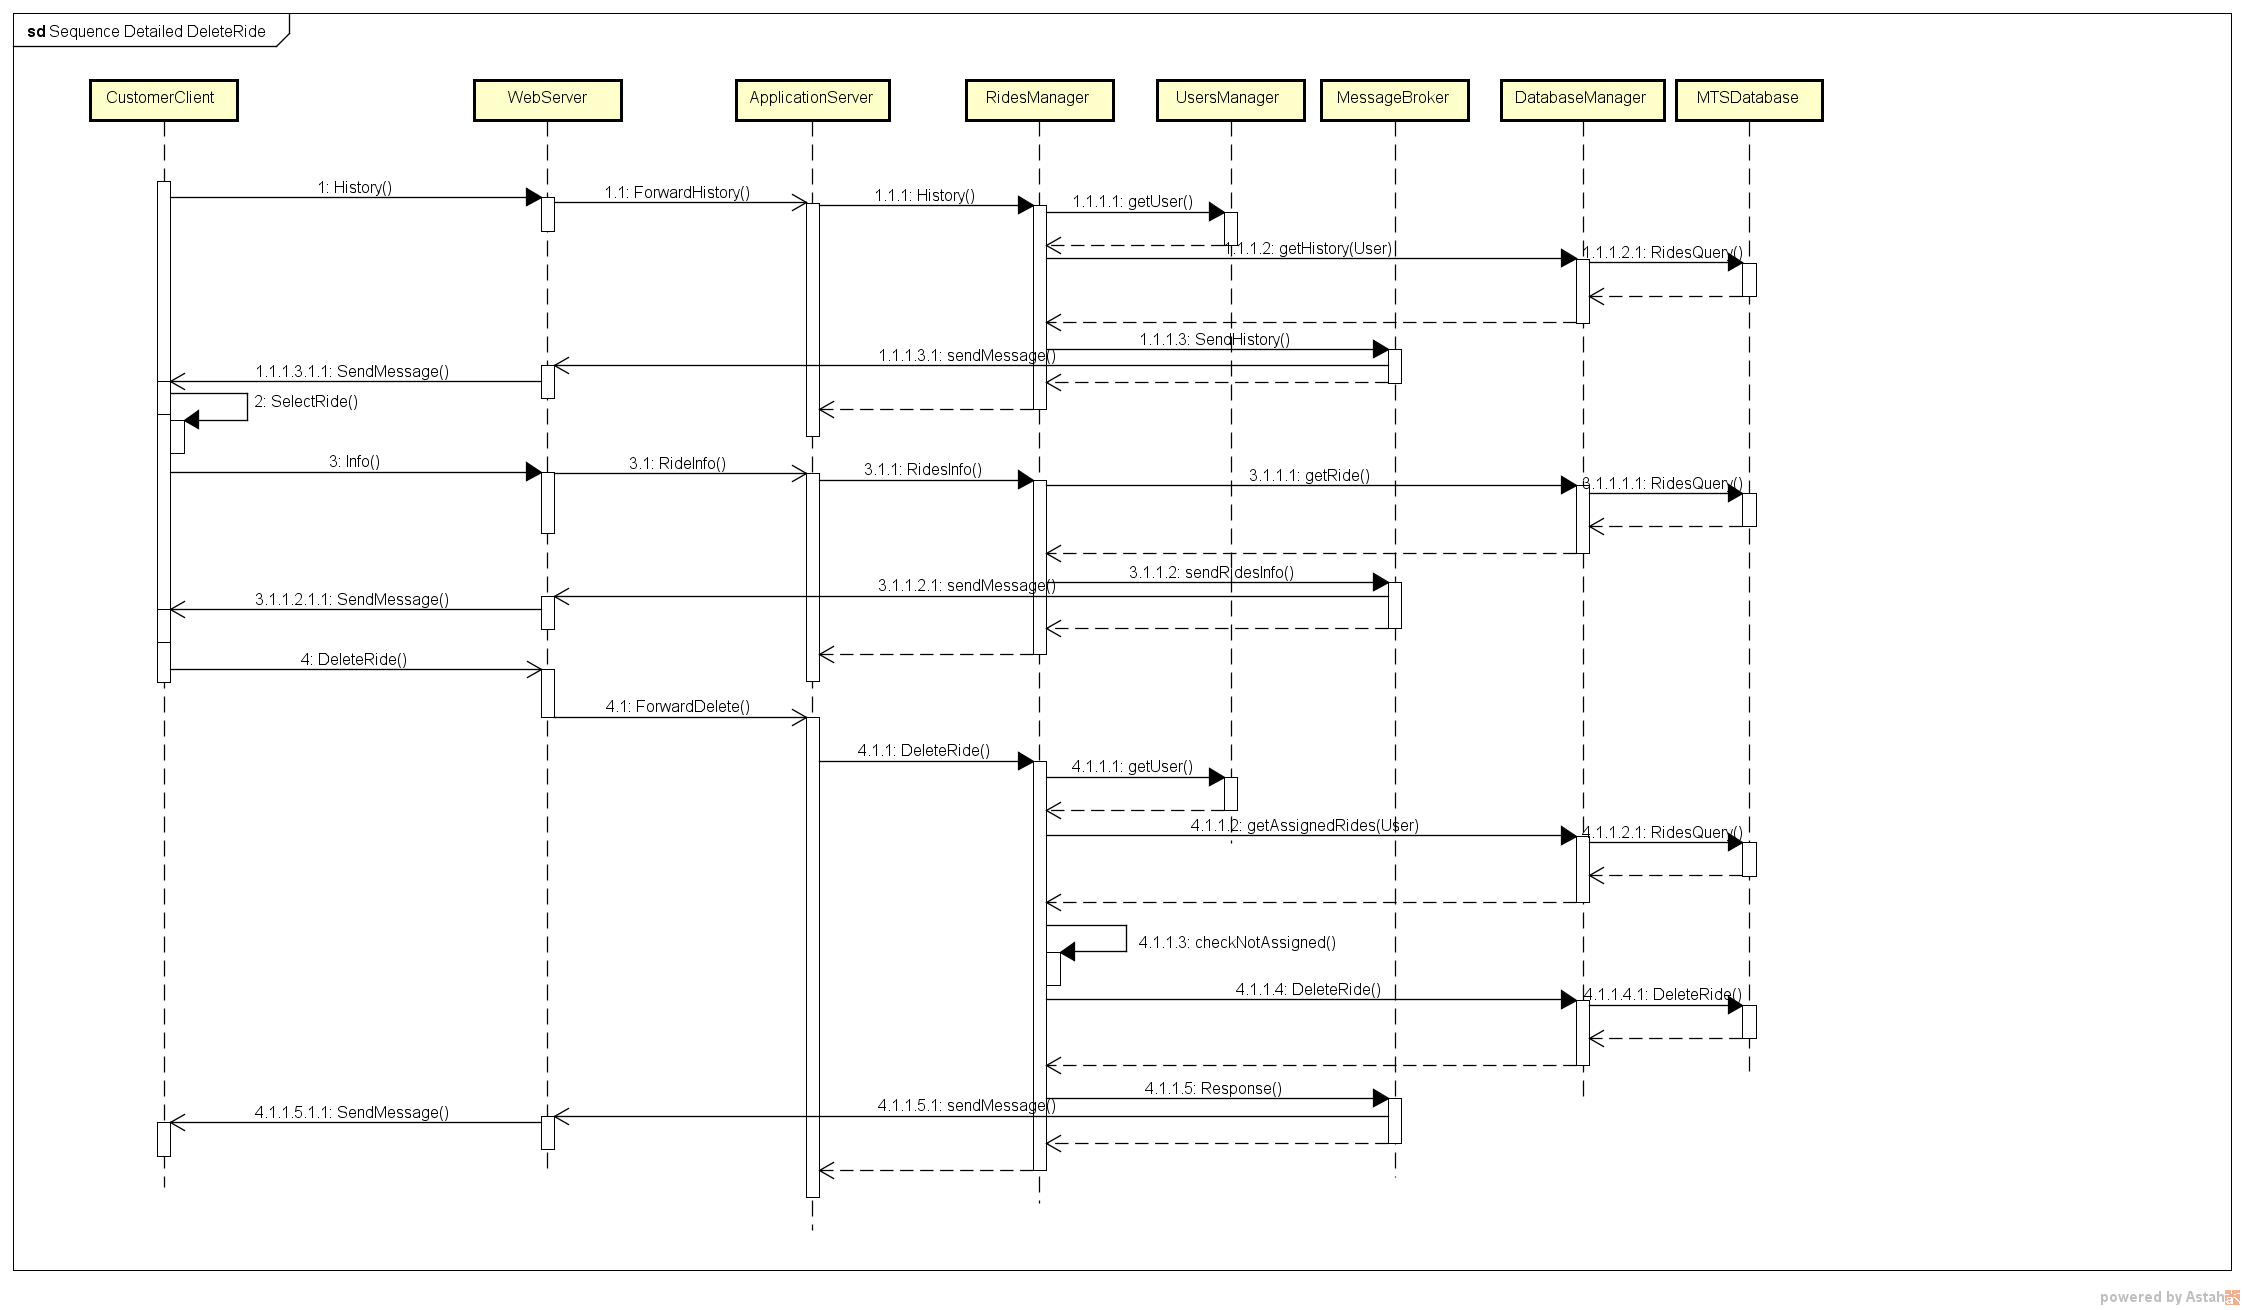 sd Sequence Detailed DeleteRide
CustomerClient
WebServer
ApplicationServer
RidesManager
UsersManager
MessageBroker
DatabaseManager
MTSDatabase
1: History()
1.1: ForwardHistory()
1.1.1: History()
1.1.1.1: getUser()
1.1.1.2: getHistory(User)
1.1.1.2.1: RidesQuery()
1.1.1.3: SendHistory()
1.1.1.3.1: sendMessage()
1.1.1.3.1.1: SendMessage()
2: SelectRide()
3: Info()
3.1: RideInfo()
3.1.1: RidesInfo()
3.1.1.1: getRide()
3.1.1.1.1: RidesQuery()
3.1.1.2: sendRidesInfo()
3.1.1.2.1: sendMessage()
3.1.1.2.1.1: SendMessage()
4: DeleteRide()
4.1: ForwardDelete()
4.1.1: DeleteRide()
4.1.1.1: getUser()
4.1.1.2: getAssignedRides(User)
4.1.1.2.1: RidesQuery()
4.1.1.3: checkNotAssigned()
4.1.1.4: DeleteRide()
4.1.1.4.1: DeleteRide()
4.1.1.5: Response()
4.1.1.5.1: sendMessage()
4.1.1.5.1.1: SendMessage()
powered by Astah